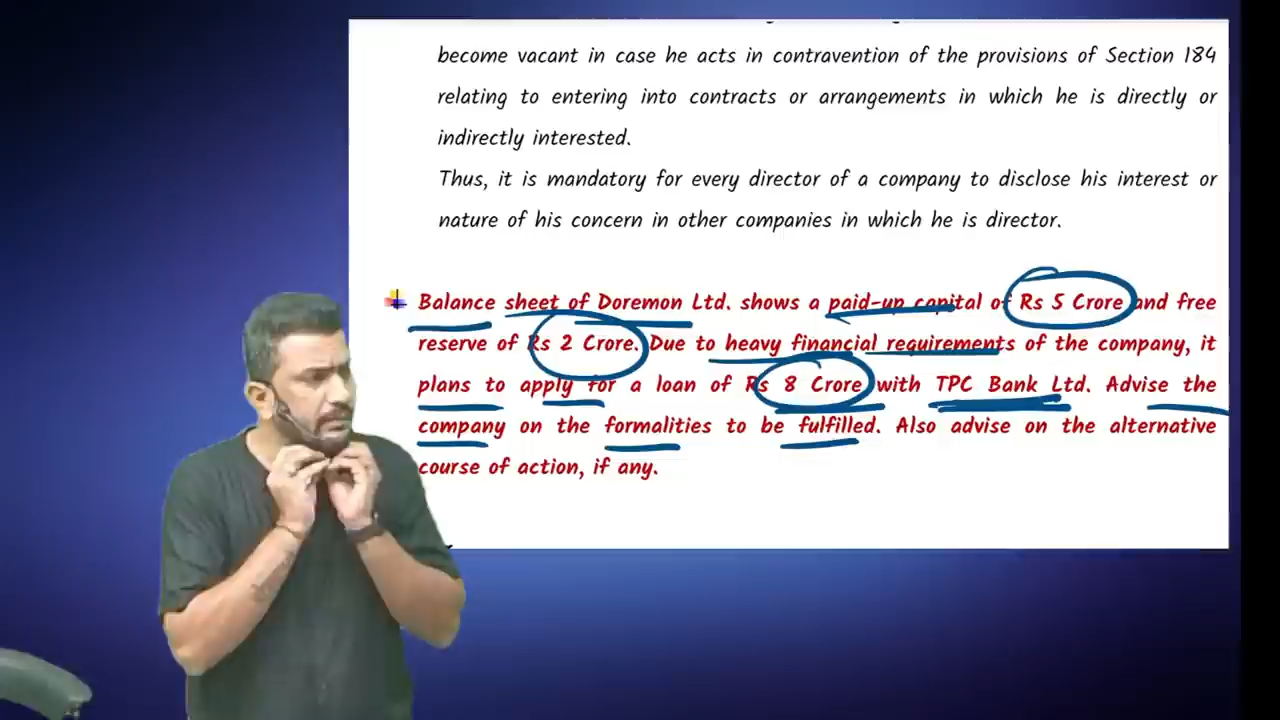 become vacant in case he acts in contravention of the provisions of Section 184
relating to entering into contracts or arrangements in which he is directly or
indirectly interested.
Thus, it is mandatory for every director of a company to disclose his interest or
nature of his concern in other companies in which he is director.
Balance sheet of Doremon Ltd. shows a paid-up capital of Rs 5 Crore and free
reserve of Rs 2 Crore. Due to heavy financial requirements of the company, it
plans to apply for a loan of Rs 8 Crore with TPC Bank Ltd. Advise the
company on the formalities to be fulfilled. Also advise on the alternative
course of action, if any.